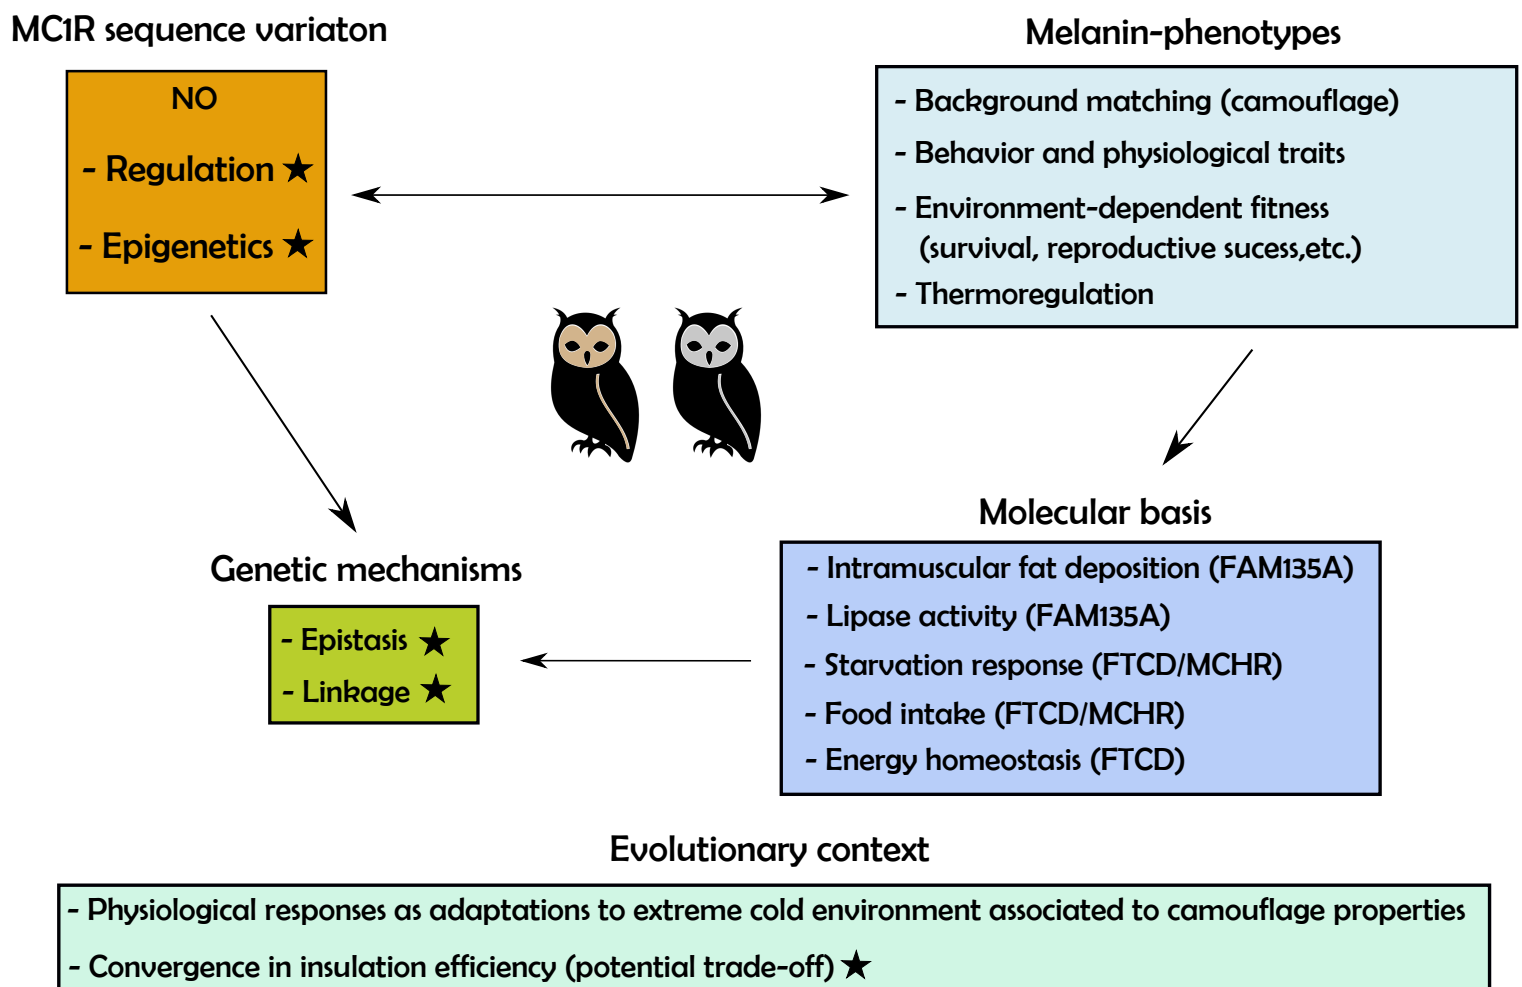 MC1R sequence variaton
NO
- Regulation ★
- Epigenetics ★
Melanin-phenotypes
- Background matching (camouflage)
- Behavior and physiological traits
- Environment-dependent fitness
(survival, reproductive sucess,etc.)
- Thermoregulation
Molecular basis
- Intramuscular fat deposition (FAM135A)
- Lipase activity (FAM135A)
- Starvation response (FTCD/MCHR)
- Food intake (FTCD/MCHR)
- Energy homeostasis (FTCD)
Genetic mechanisms
- Epistasis ★
- Linkage ★
Evolutionary context
- Physiological responses as adaptations to extreme cold environment associated to camouflage properties
- Convergence in insulation efficiency (potential trade-off) ★